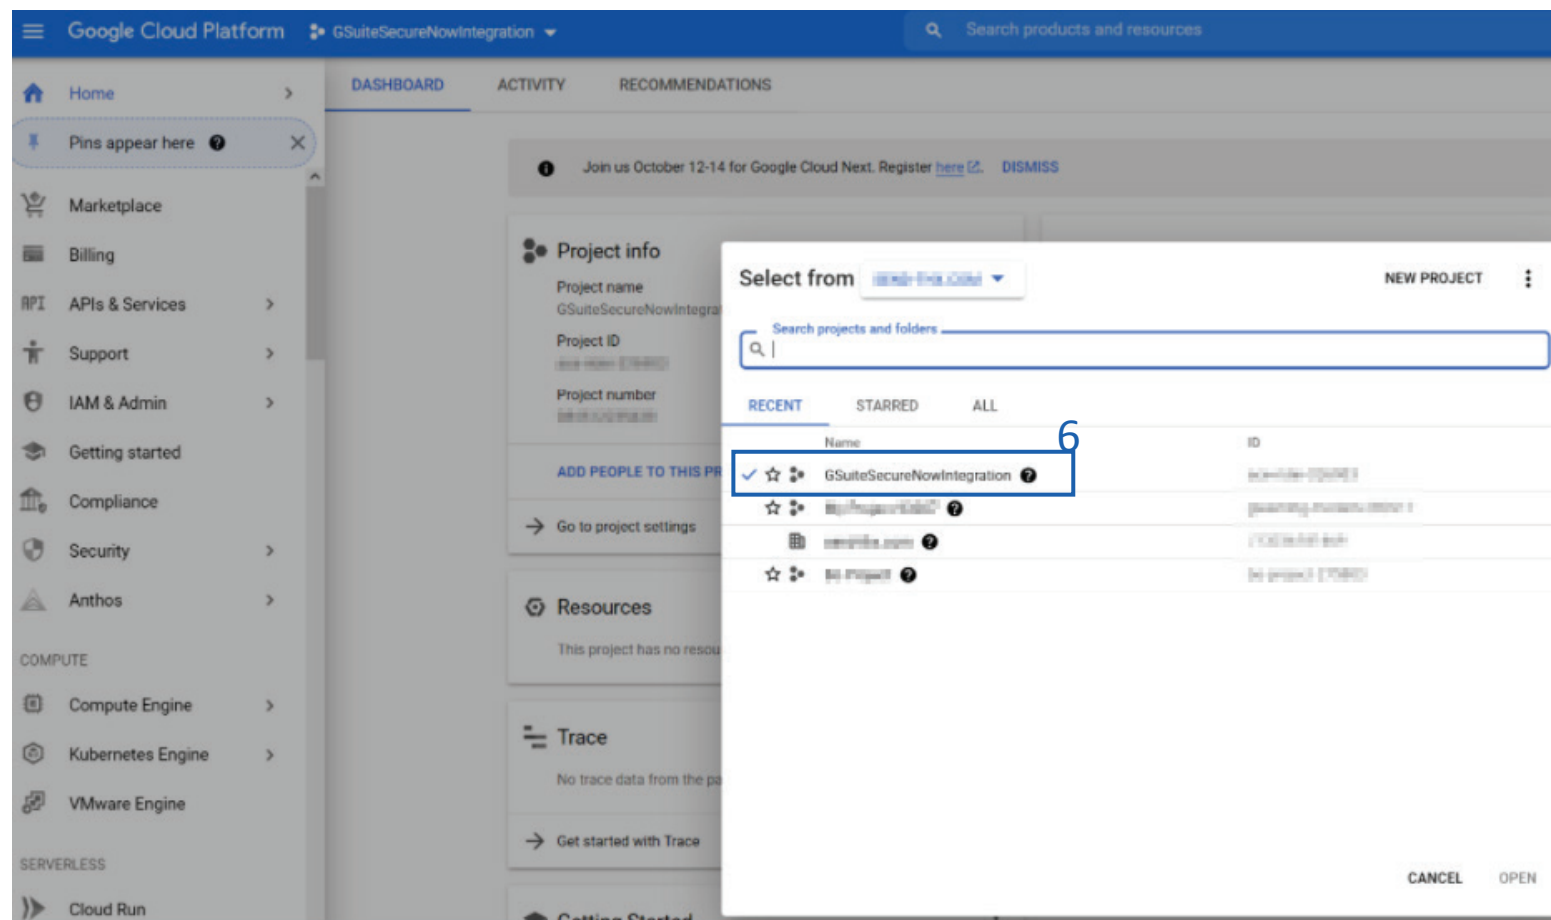 Google Cloud Platform GSuiteSecureNowIntegration Search products and resources
Home
Pins appear here
Marketplace
Billing
API APIs & Services
Support
IAM & Admin
Getting started
Compliance
Security
Anthos
COMPUTE
Compute Engine
Kubernetes Engine
VMware Engine
SERVERLESS
Cloud Run
DASHBOARD ACTIVITY RECOMMENDATIONS
Join us October 12-14 for Google Cloud Next. Register here. DISMISS
Project info
Project name
GSuiteSecureNowIntegra
Project ID
Project number
ADD PEOPLE TO THIS PR
Go to project settings
Resources
This project has no resou
Trace
No trace data from the pa
Get started with Trace
Getting Started
Select from NEW PROJECT
Search projects and folders
RECENT STARRED ALL
6
Name ID
GSuiteSecureNowIntegration
CANCEL OPEN